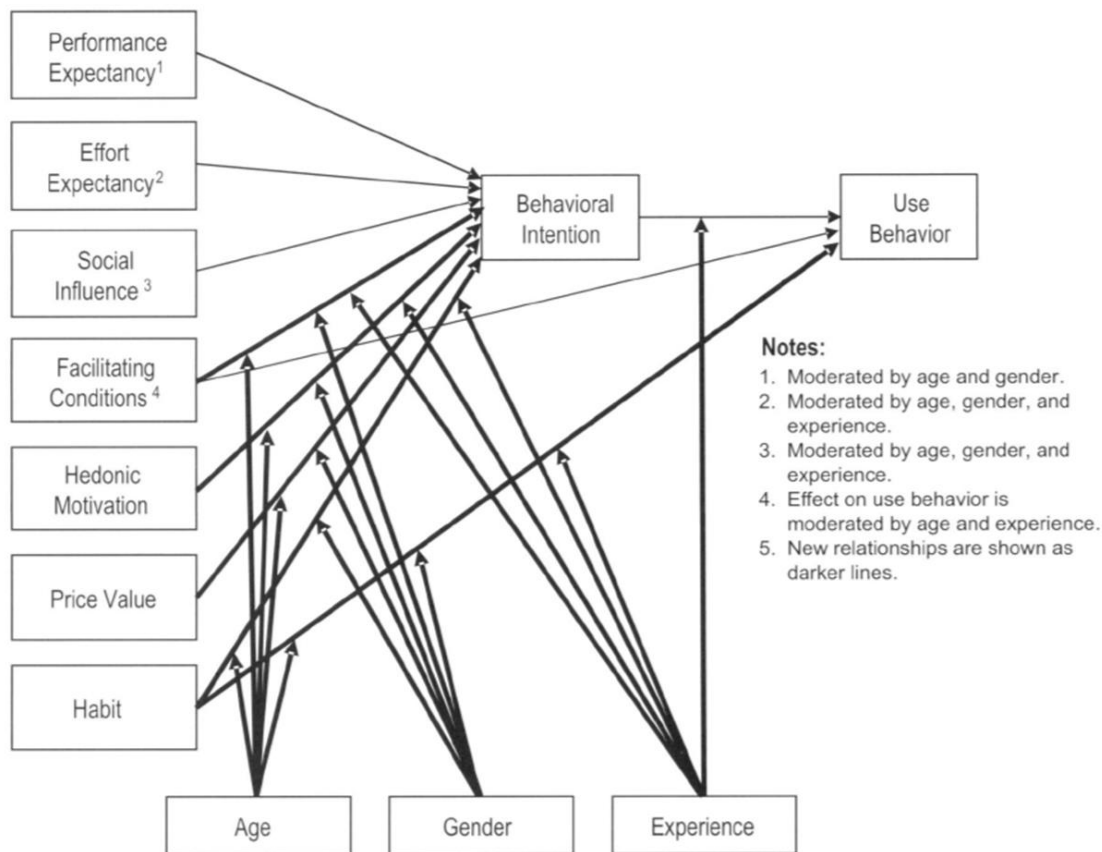 Performance
Expectancy1
Effort
Expectancy2
Social
Influence 3
Facilitating
Conditions 4
Hedonic
Motivation
Price Value
Habit
Behavioral
Intention
Use
Behavior
Notes:
1. Moderated by age and gender.
2. Moderated by age, gender, and
experience.
3. Moderated by age, gender, and
experience.
4. Effect on use behavior is
moderated by age and experience.
5. New relationships are shown as
darker lines.
Age
Gender
Experience